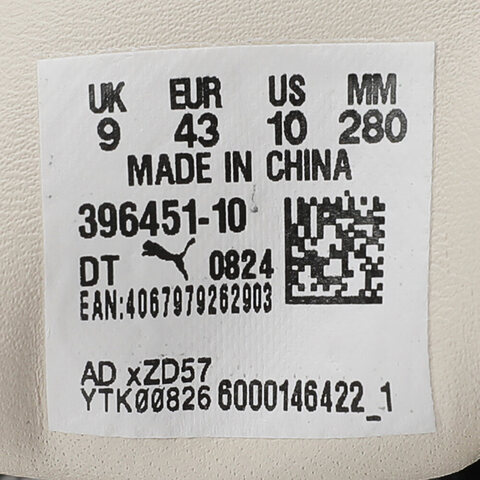 UK EUR US MM
9 43 10 280
MADE IN CHINA
396451-10
DT 0824
EAN:4067979262903
AD xZD57
YTK00826 6000146422_1